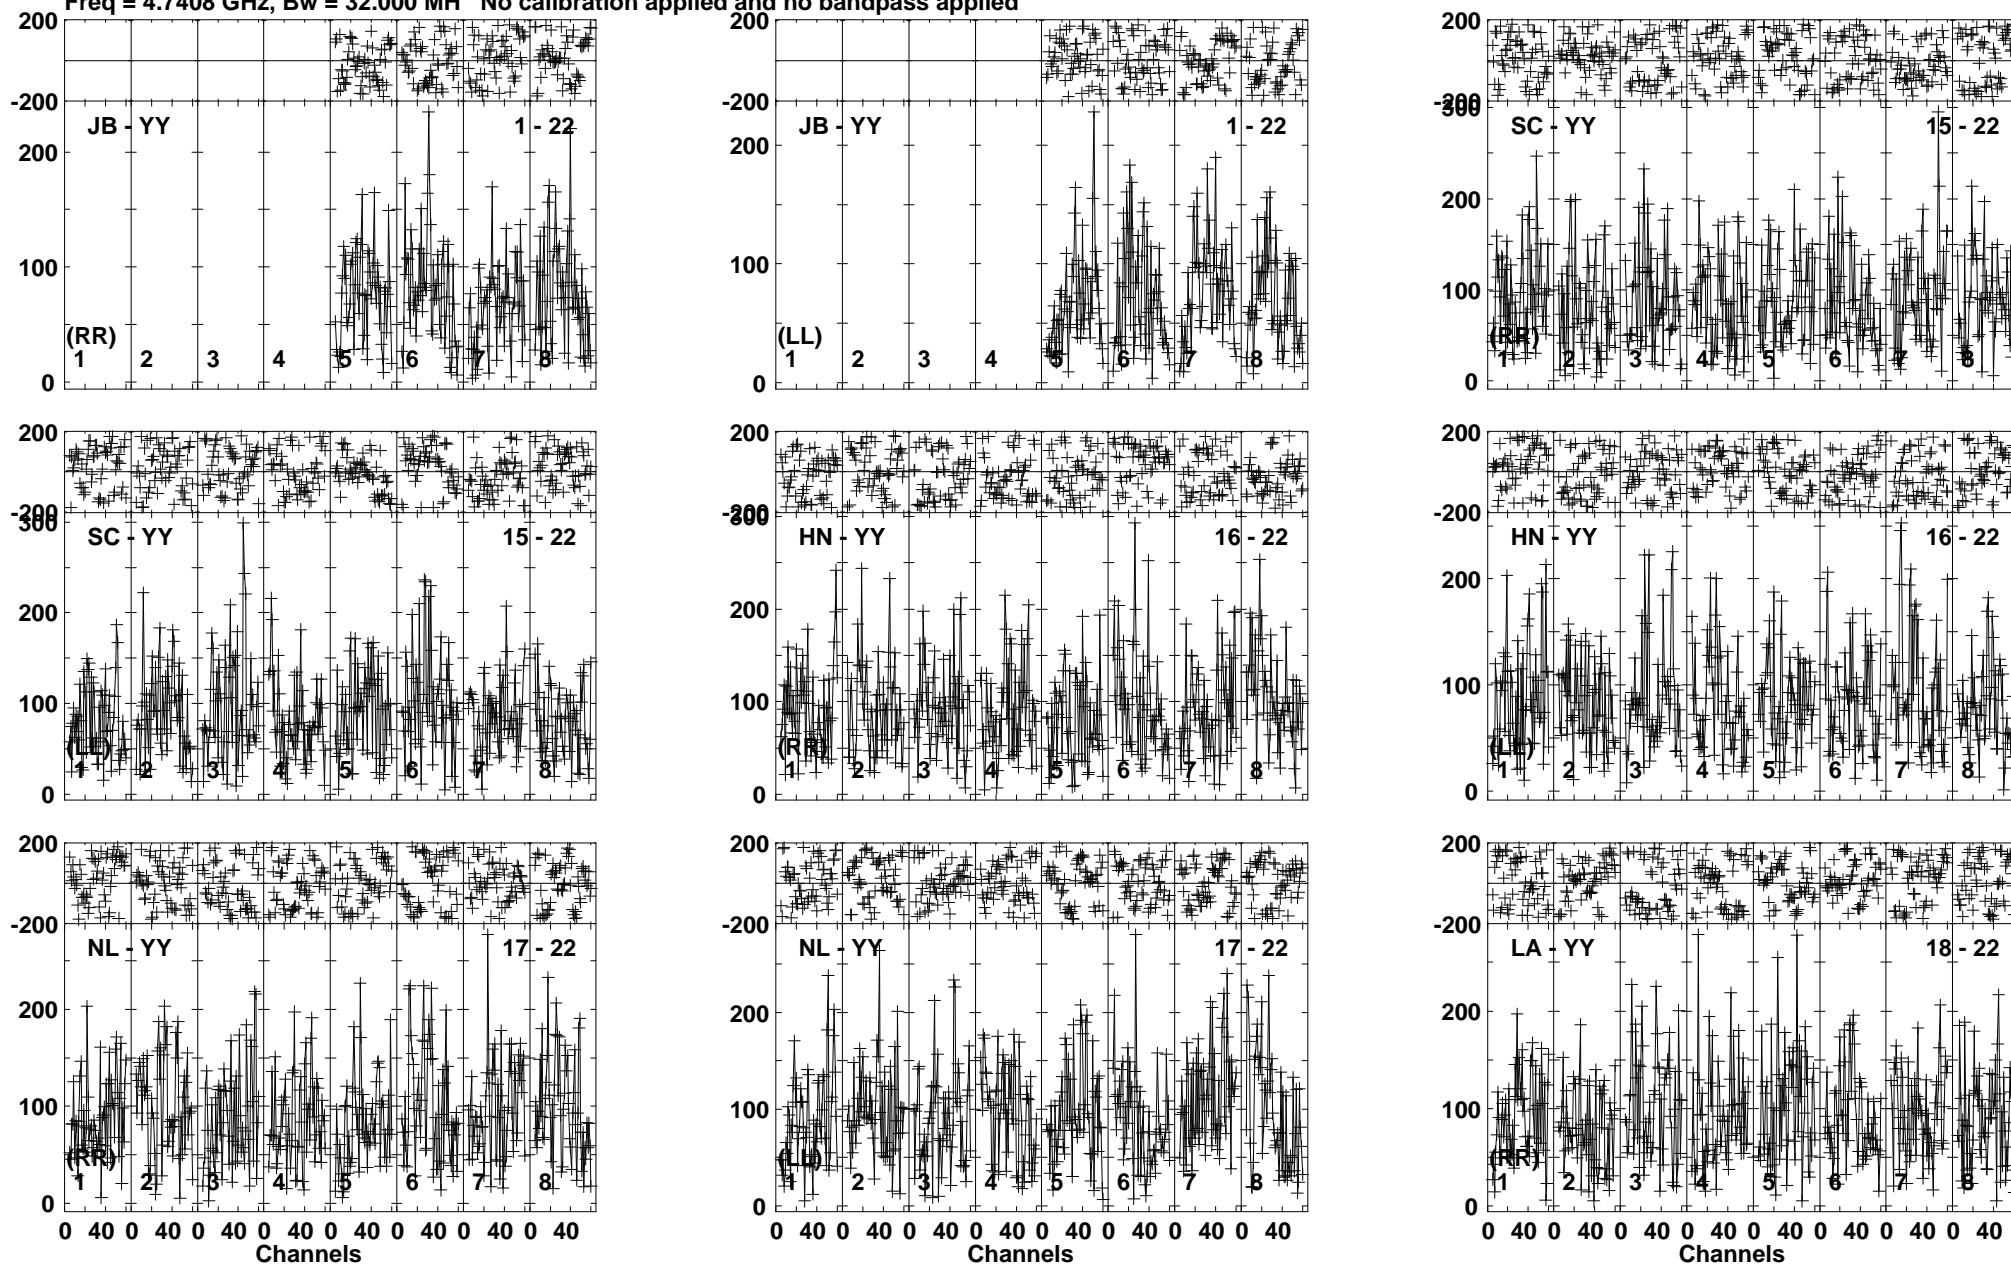 Freq = 4.7408 GHz, Bw = 32.000 MH No calibration applied and no bandpass applied
200 200 200
-200 -200 -200
300
JB - YY 1 - 22 JB - YY 1 - 22 SC - YY 15 - 22
200 200 200
100 100 100
(RR) (LL) (RR)
1 2 3 4 5 6 7 8 1 2 3 4 5 6 7 8 1 2 3 4 5 6 7 8
0 0 0
200 200 200
-200 -200 -200
300 300
SC - YY 15 - 22 HN - YY 16 - 22 HN - YY 16 - 22
200 200 200
100 100 100
(LL) (RR) (LL)
1 2 3 4 5 6 7 8 1 2 3 4 5 6 7 8 1 2 3 4 5 6 7 8
0 0 0
200 200 200
-200 -200 -200
NL - YY 17 - 22 NL - YY 17 - 22 LA - YY 18 - 22
200 200 200
100 100 100
(RR) (LL) (RR)
1 2 3 4 5 6 7 8 1 2 3 4 5 6 7 8 1 2 3 4 5 6 7 8
0 0 0
0 40 0 40 0 40 0 40 0 40 0 40 0 40 0 40 0 40 0 40 0 40 0 40 0 40 0 40 0 40 0 40 0 40 0 40 0 40 0 40 0 40 0 40 0 40 0 40
Channels Channels Channels